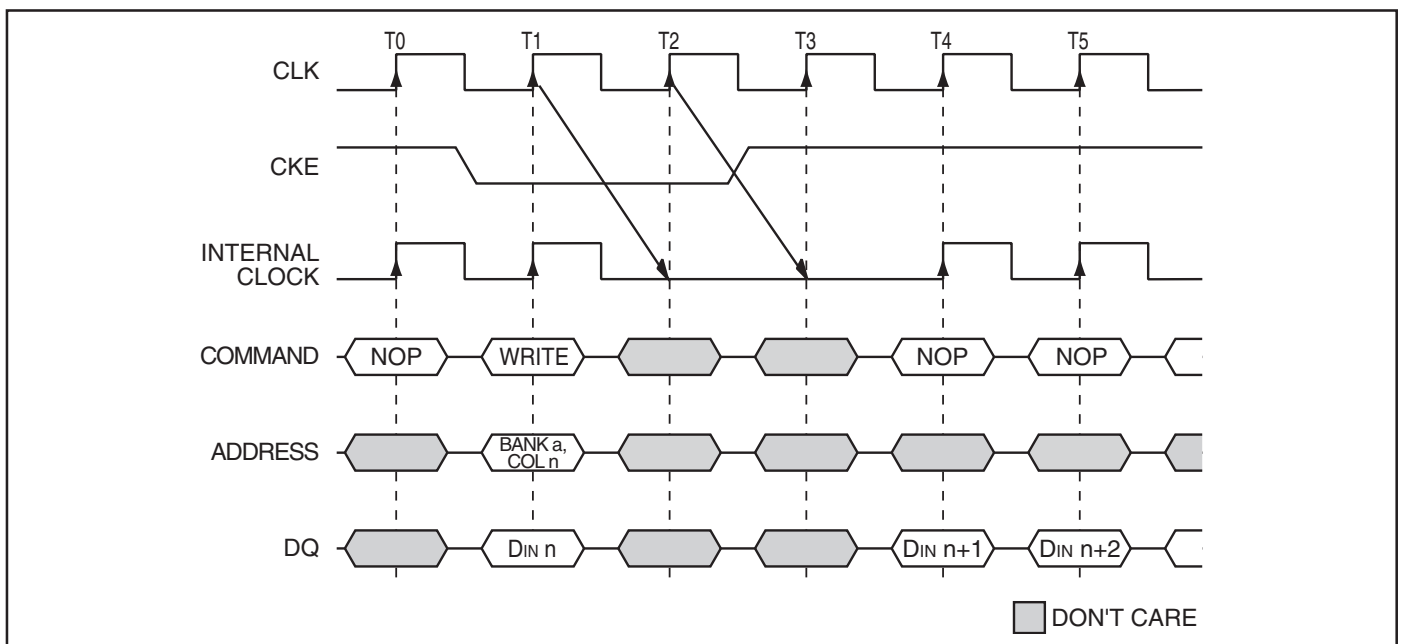 T0 T1 T2 T3 T4 T5
CLK
CKE
INTERNAL
CLOCK
COMMAND NOP WRITE NOP NOP
ADDRESS BANK a,
COL n
DQ DIN n DIN n+1 DIN n+2
DON'T CARE